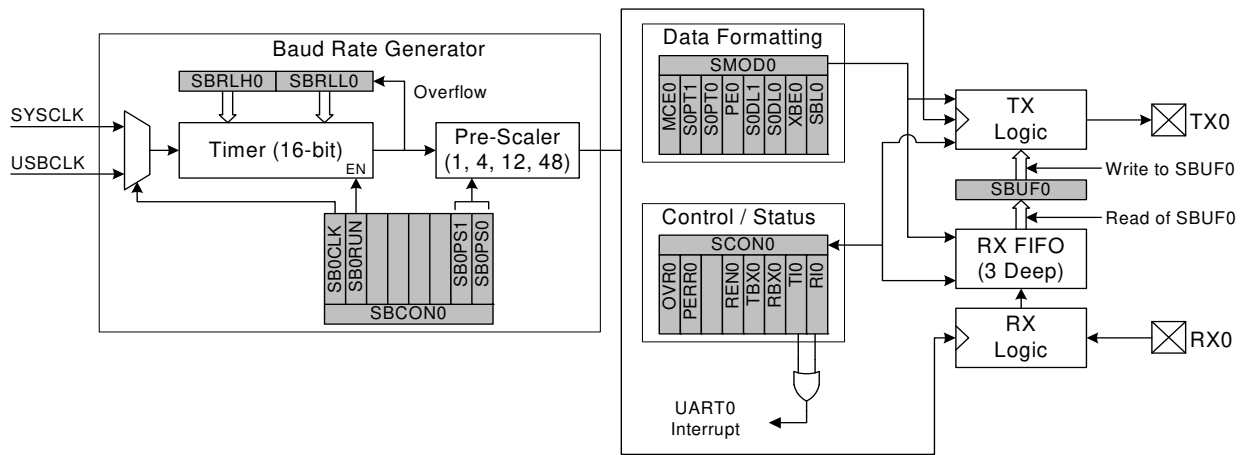 Baud Rate Generator
SBRLH0
SBRLL0
Overflow
SYSCLK
USBCLK
Timer (16-bit)
EN
Pre-Scaler
(1, 4, 12, 48)
SB0CLK
SB0RUN
SB0PS1
SB0PS0
SBCON0
Data Formatting
SMOD0
MCE0
S0PT1
S0PT0
PE0
S0DL1
S0DL0
XBE0
SBL0
Control / Status
SCON0
OVR0
PERR0
REN0
TBX0
RBX0
TI0
RI0
UART0
Interrupt
TX
Logic
TX0
Write to SBUF0
SBUF0
Read of SBUF0
RX FIFO
(3 Deep)
RX
Logic
RX0